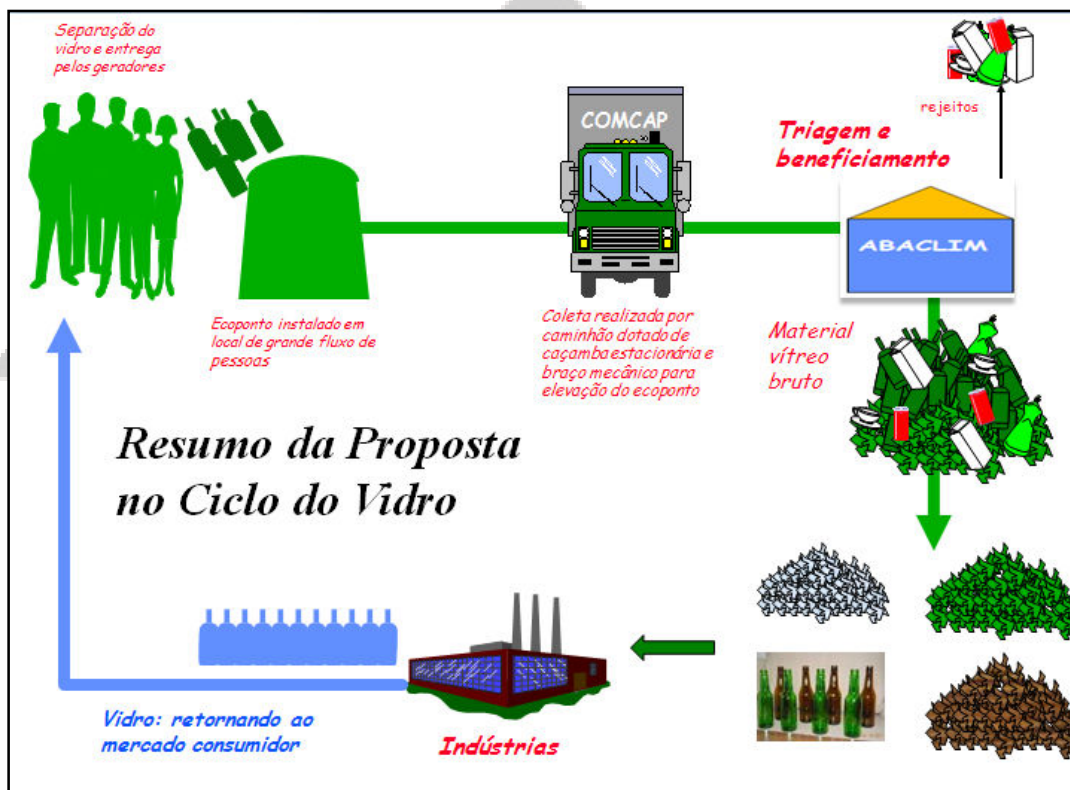 Separação do
vidro e entrega
pelos geradores
COMCAP
rejeitos
Triagem e
beneficiamento
ABACLIM
Ecoponto instalado em
local de grande fluxo de
pessoas
Coleta realizada por
caminhão dotado de
caçamba estacionária e
braço mecânico para
elevação do ecoponto
Material
vítreo
bruto
Resumo da Proposta
no Ciclo do Vidro
Vidro: retornando ao
mercado consumidor
Indústrias